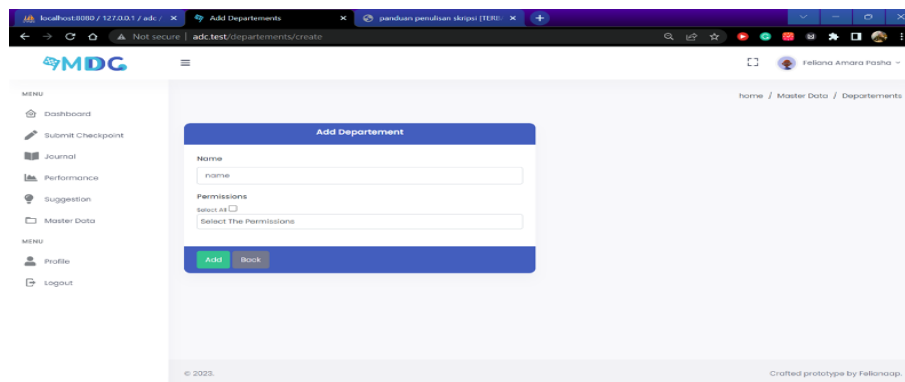 localhost:8080 / 127.0.0.1 / adc /
Add Departements
panduan penulisan skripsi [TERB
Not secure | adc.test/departements/create
MDC
Feliana Amara Pasha
MENU
home / Master Data / Departements
Dashboard
Submit Checkpoint
Journal
Performance
Suggestion
Master Data
MENU
Profile
Logout
Add Departement
Name
name
Permissions
Select All
Select The Permissions
Add Back
© 2023.
Crafted prototype by Felianaap.